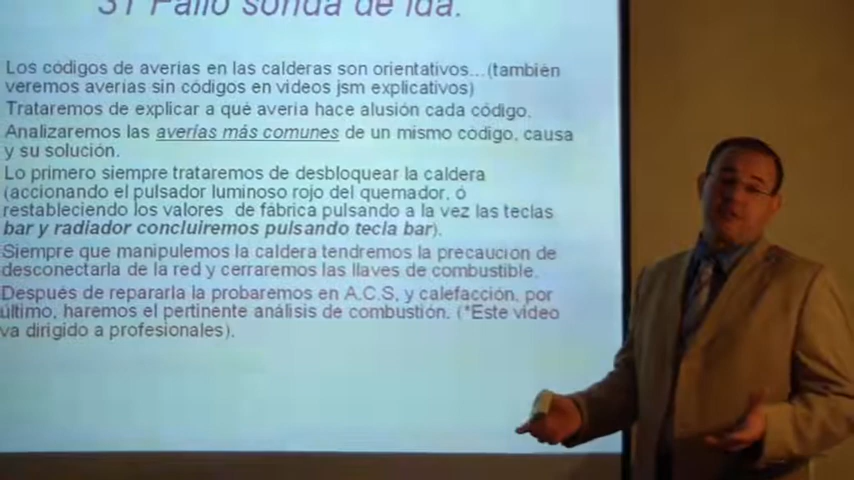 31 Fallo sonda de ida.
Los códigos de averías en las calderas son orientativos...(también
veremos averías sin códigos en videos jsm explicativos)
Trataremos de explicar a qué avería hace alusión cada código.
Analizaremos las averías más comunes de un mismo código, causa
y su solución.
Lo primero siempre trataremos de desbloquear la caldera
(accionando el pulsador luminoso rojo del quemador, ó
restableciendo los valores de fábrica pulsando a la vez las teclas
bar y radiador concluiremos pulsando tecla bar).
Siempre que manipulemos la caldera tendremos la precaución de
desconectarla de la red y cerraremos las llaves de combustible.
Después de repararla la probaremos en A.C.S, y calefacción, por
último, haremos el pertinente análisis de combustión. (*Este video
va dirigido a profesionales).